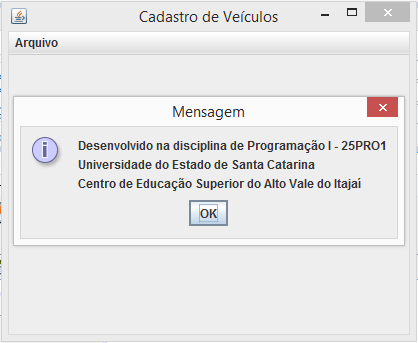 Cadastro de Veículos
Arquivo
Mensagem
Desenvolvido na disciplina de Programação I - 25PRO1
Universidade do Estado de Santa Catarina
Centro de Educação Superior do Alto Vale do Itajaí
OK